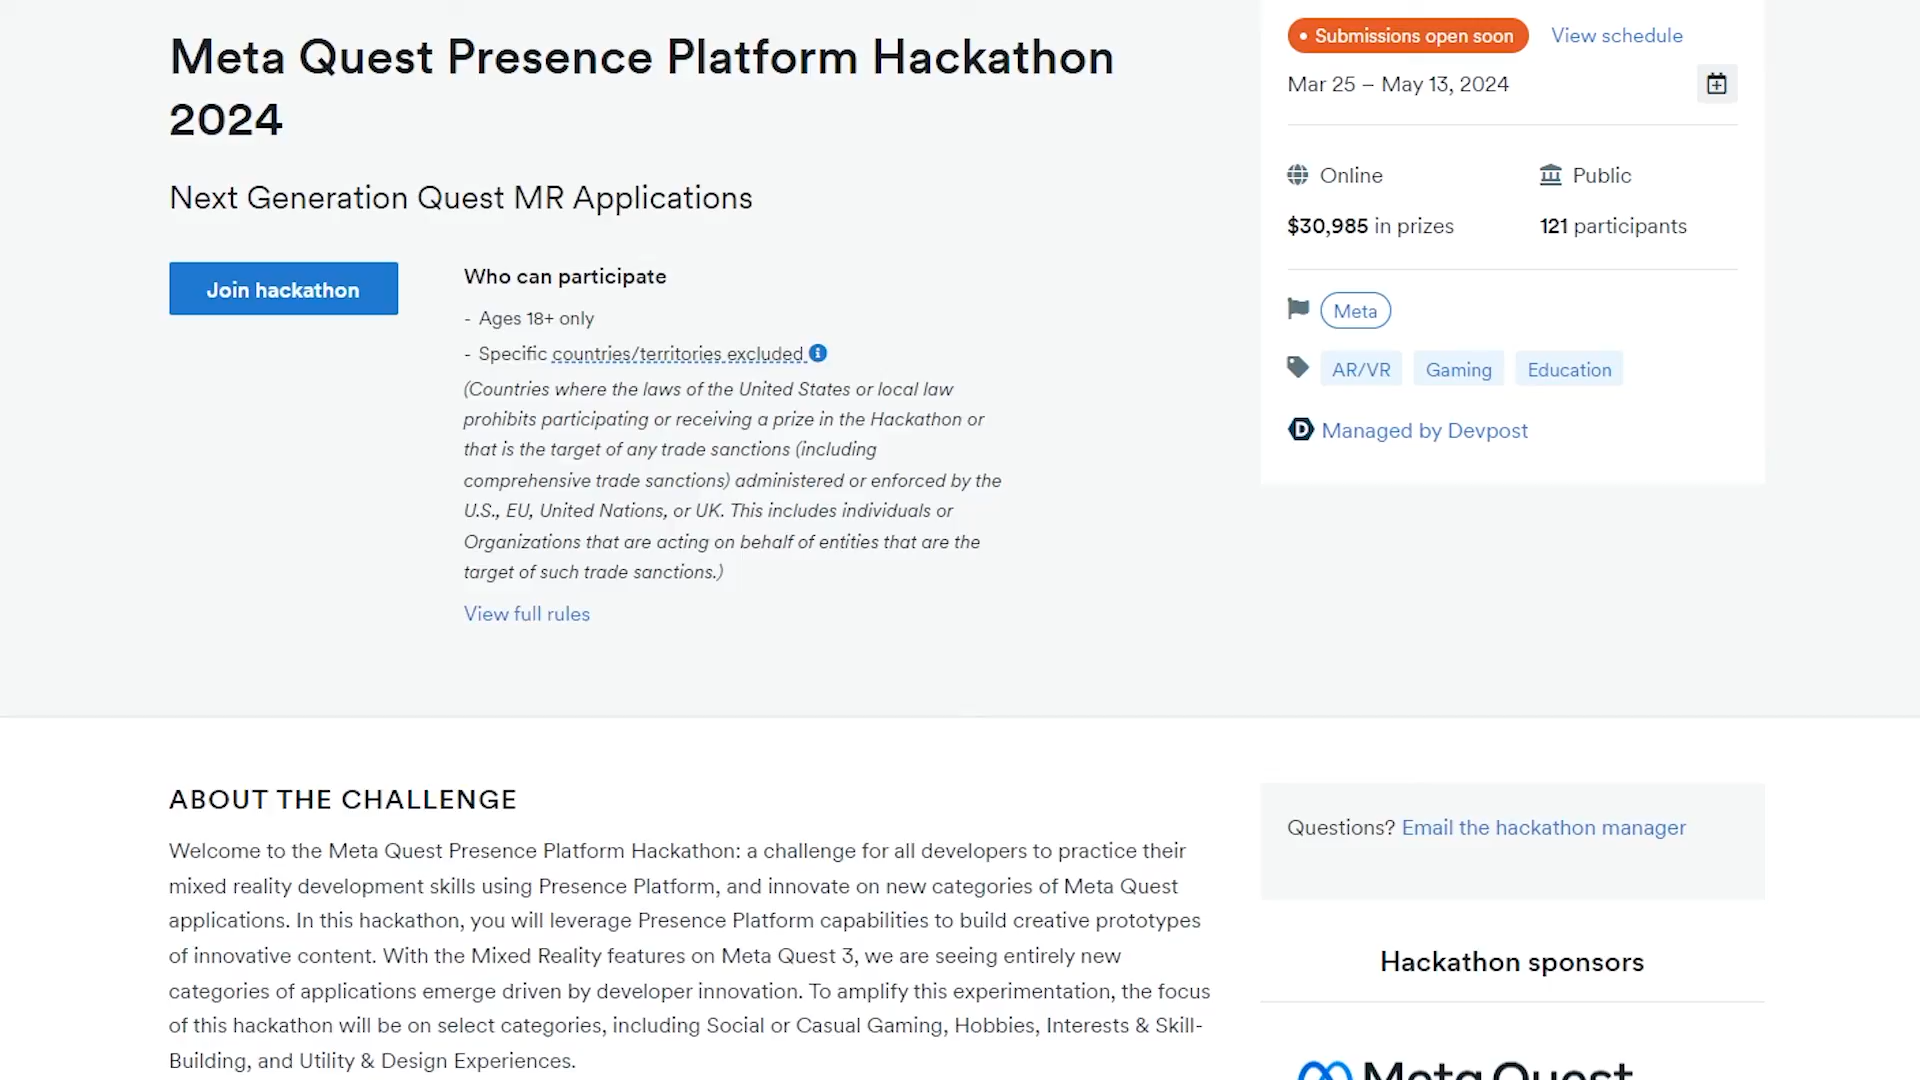 Meta Quest Presence Platform Hackathon
2024
Next Generation Quest MR Applications
Join hackathon
Who can participate
- Ages 18+ only
- Specific countries/territories excluded
(Countries where the laws of the United States or local law
prohibits participating or receiving a prize in the Hackathon or
that is the target of any trade sanctions (including
comprehensive trade sanctions) administered or enforced by the
U.S., EU, United Nations, or UK. This includes individuals or
Organizations that are acting on behalf of entities that are the
target of such trade sanctions.)
View full rules
Submissions open soon View schedule
Mar 25 – May 13, 2024
Online Public
$30,985 in prizes 121 participants
Meta
AR/VR Gaming Education
Managed by Devpost
ABOUT THE CHALLENGE
Welcome to the Meta Quest Presence Platform Hackathon: a challenge for all developers to practice their
mixed reality development skills using Presence Platform, and innovate on new categories of Meta Quest
applications. In this hackathon, you will leverage Presence Platform capabilities to build creative prototypes
of innovative content. With the Mixed Reality features on Meta Quest 3, we are seeing entirely new
categories of applications emerge driven by developer innovation. To amplify this experimentation, the focus
of this hackathon will be on select categories, including Social or Casual Gaming, Hobbies, Interests & Skill-
Building, and Utility & Design Experiences.
Questions? Email the hackathon manager
Hackathon sponsors
Meta Quest